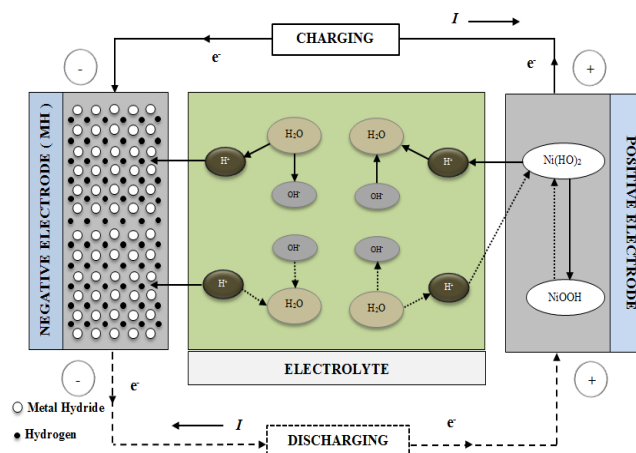 I
CHARGING
e-
e-
-
+
NEGATIVE ELECTRODE ( MH )
H+
H2O
OH-
H2O
OH-
H+
Ni(HO)2
POSITIVE ELECTRODE
OH-
OH-
H+
H2O
H2O
H+
NiOOH
ELECTROLYTE
-
+
e-
Metal Hydride
Hydrogen
I
DISCHARGING
e-